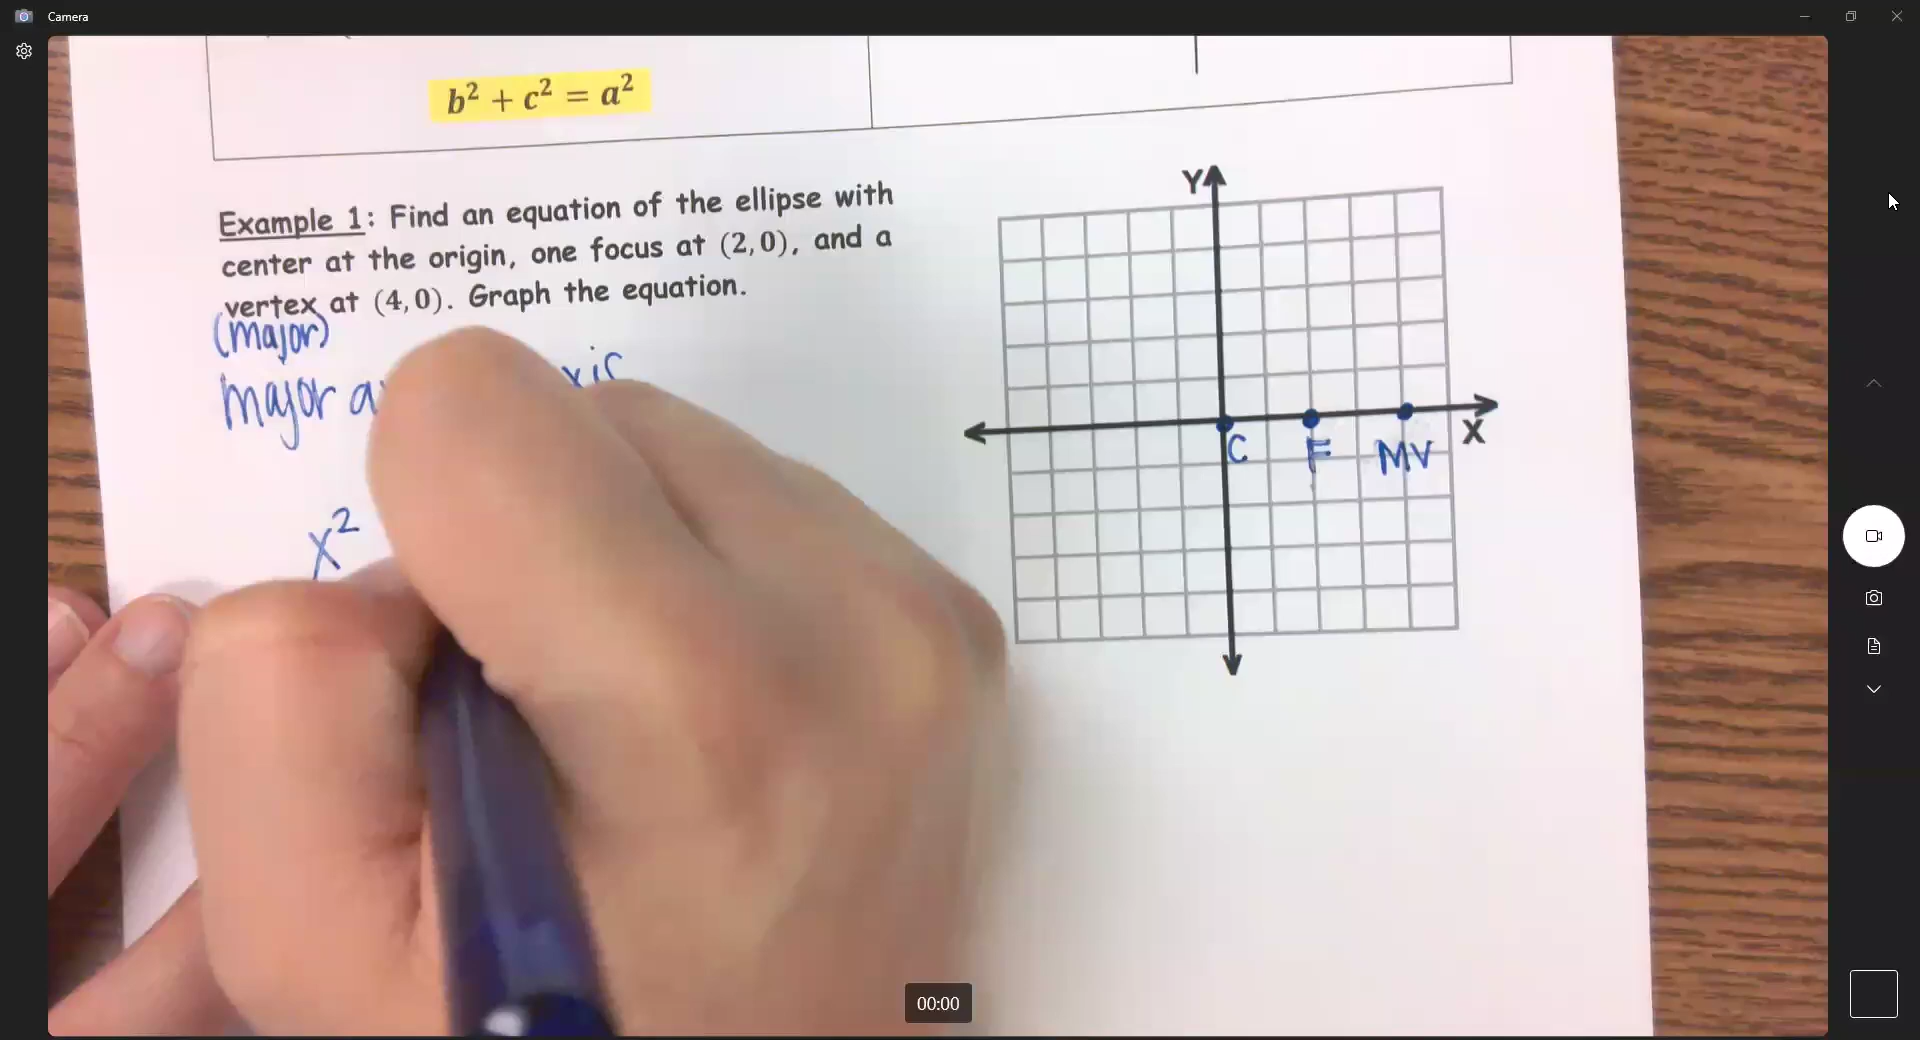 Camera
b² + c² = a²
Example 1: Find an equation of the ellipse with
center at the origin, one focus at (2, 0), and a
vertex at (4, 0). Graph the equation.
(major)
major
x²
Y
X
C
F
MV
00:00